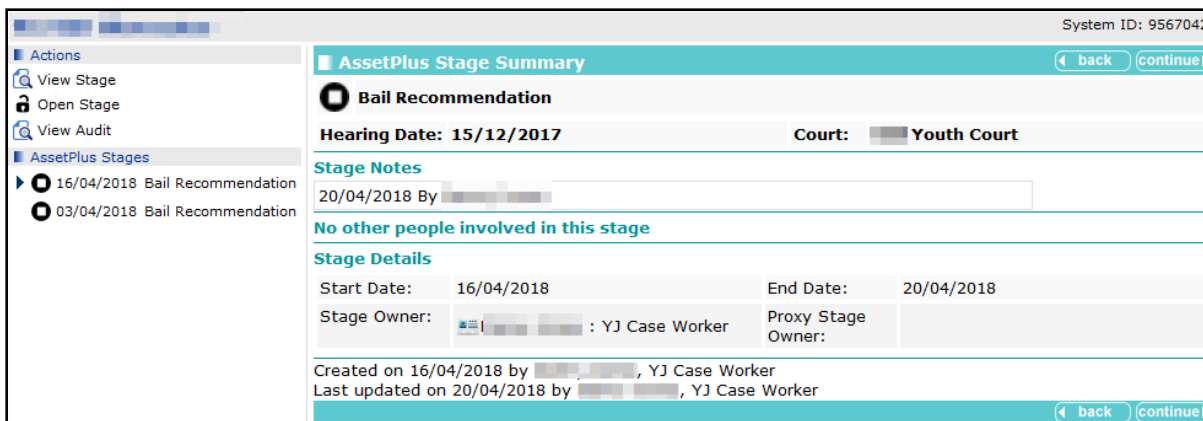 System ID: 9567042
Actions
View Stage
Open Stage
View Audit
AssetPlus Stages
16/04/2018 Bail Recommendation
03/04/2018 Bail Recommendation
AssetPlus Stage Summary
back continue
Bail Recommendation
Hearing Date: 15/12/2017 Court: Youth Court
Stage Notes
20/04/2018 By
No other people involved in this stage
Stage Details
Start Date: 16/04/2018 End Date: 20/04/2018
Stage Owner: : YJ Case Worker Proxy Stage
Owner:
Created on 16/04/2018 by , YJ Case Worker
Last updated on 20/04/2018 by , YJ Case Worker
back continue